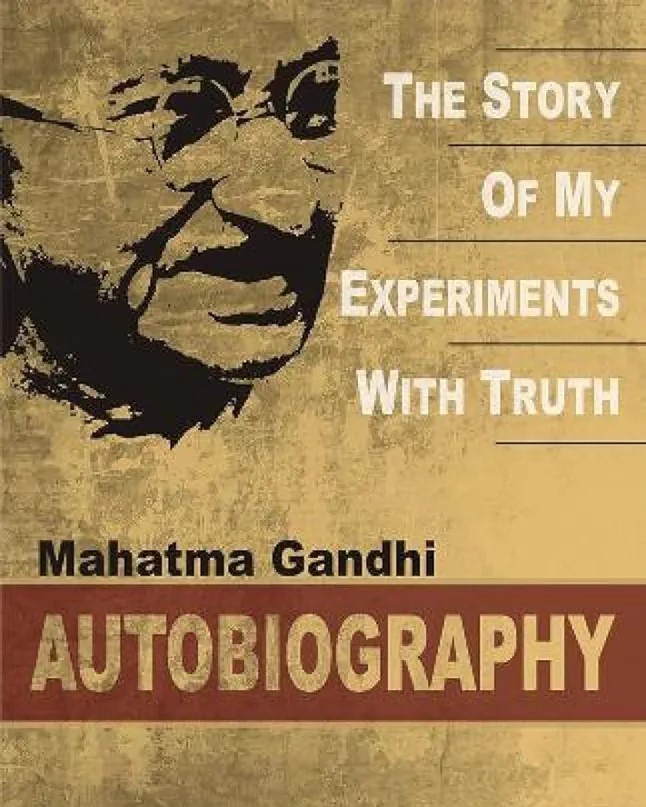 THE STORY
OF MY
EXPERIMENTS
WITH TRUTH
Mahatma Gandhi
AUTOBIOGRAPHY